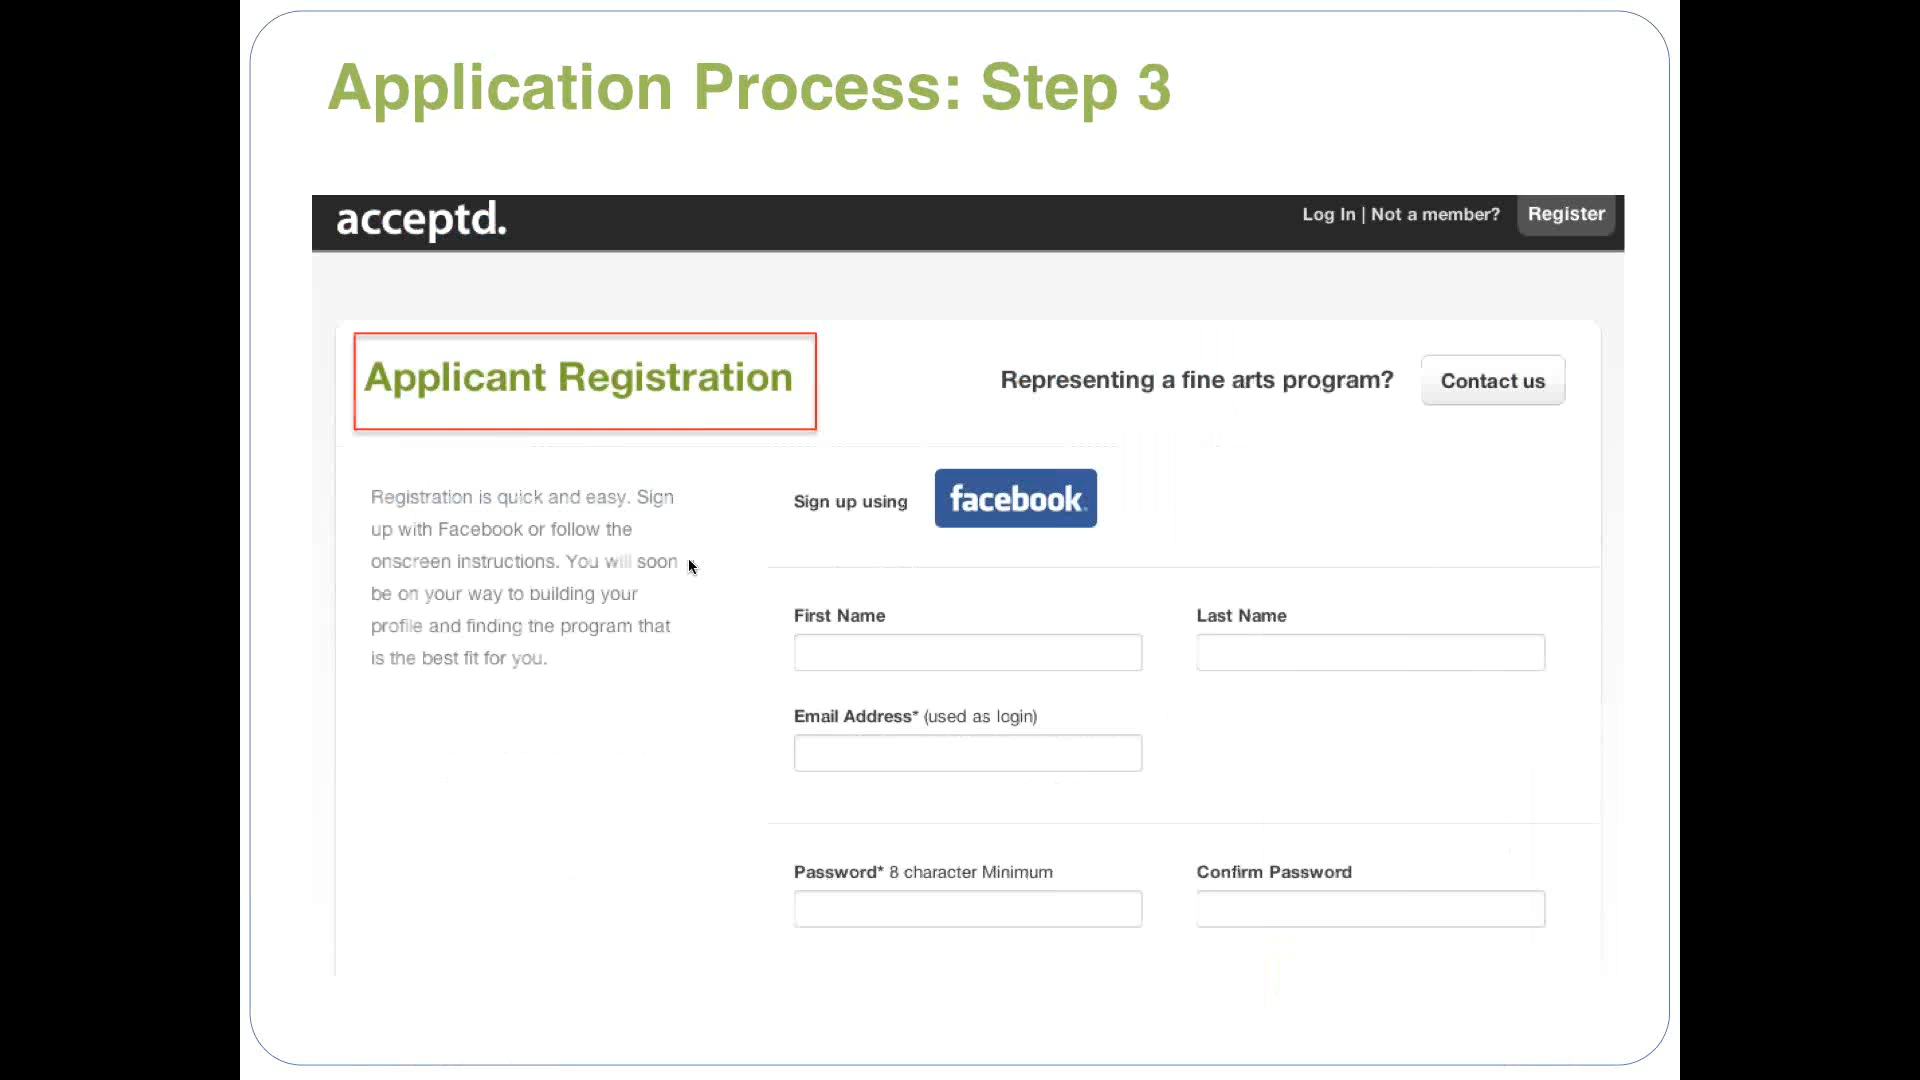 Application Process: Step 3
acceptd.
Log In | Not a member? Register
Applicant Registration
Representing a fine arts program? Contact us
Registration is quick and easy. Sign
up with Facebook or follow the
onscreen instructions. You will soon
be on your way to building your
profile and finding the program that
is the best fit for you.
Sign up using facebook.
First Name
Last Name
Email Address* (used as login)
Password* 8 character Minimum
Confirm Password